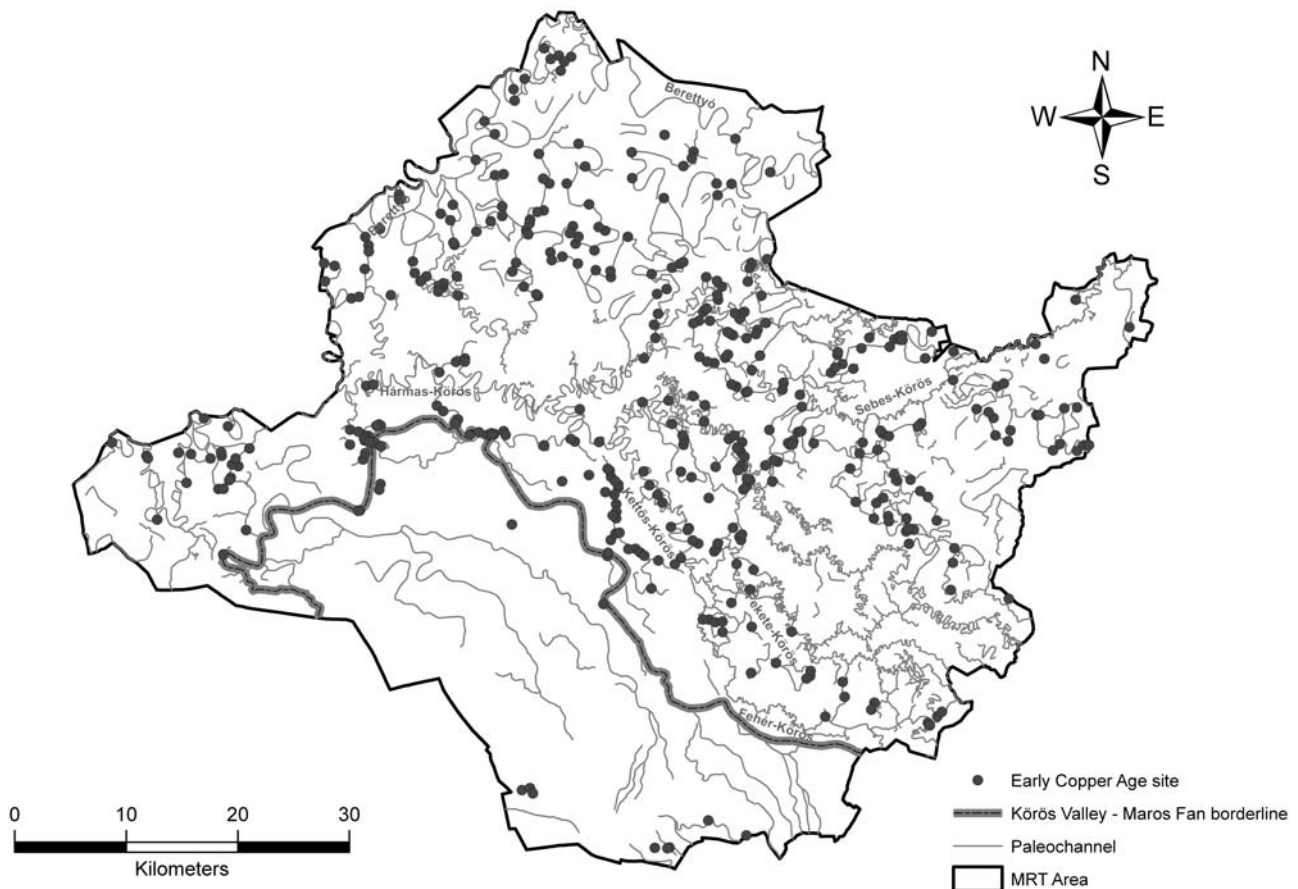 N
W E
S
Berettyó
Berettyó
Hármas-Körös
Sebes-Körös
Kettős-Körös
Fekete-Körös
Fehér-Körös
0 10 20 30
Kilometers
Early Copper Age site
Körös Valley - Maros Fan borderline
Paleochannel
MRT Area